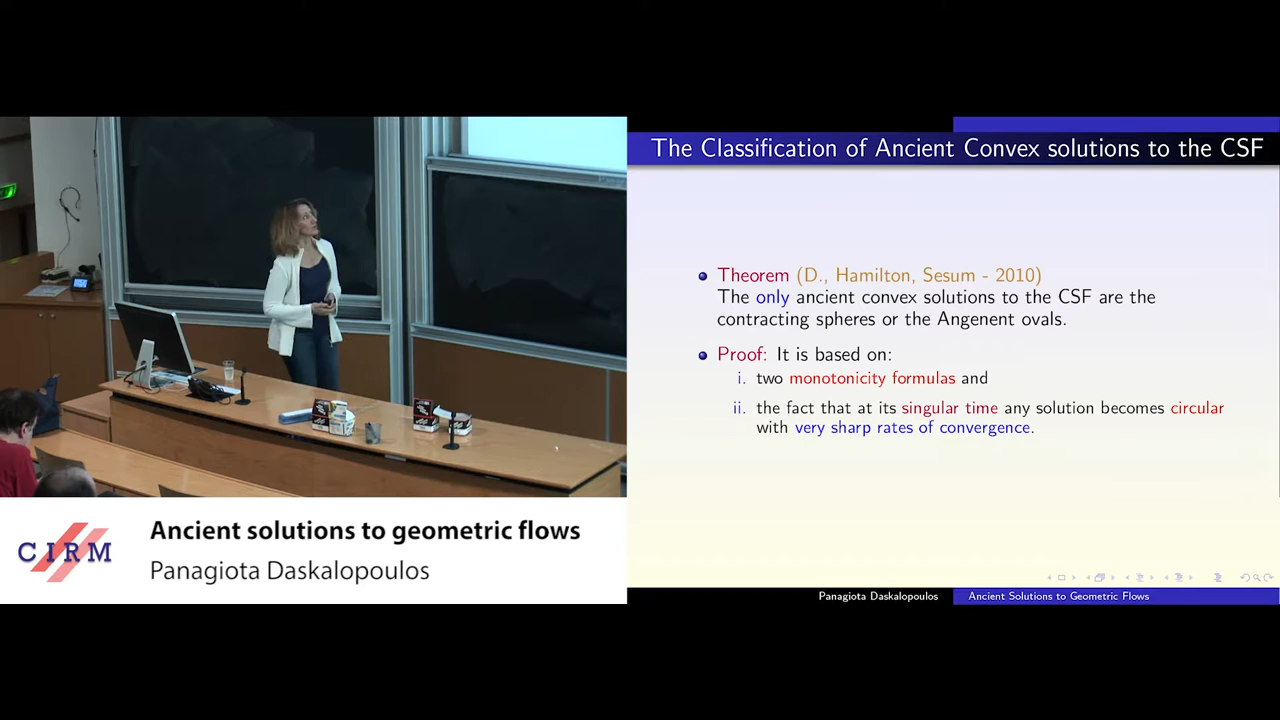 The Classification of Ancient Convex solutions to the CSF
Theorem (D., Hamilton, Sesum - 2010)
The only ancient convex solutions to the CSF are the
contracting spheres or the Angenent ovals.
Proof: It is based on:
i. two monotonicity formulas and
ii. the fact that at its singular time any solution becomes circular
with very sharp rates of convergence.
Panagiota Daskalopoulos
Ancient Solutions to Geometric Flows
CIRM
Ancient solutions to geometric flows
Panagiota Daskalopoulos